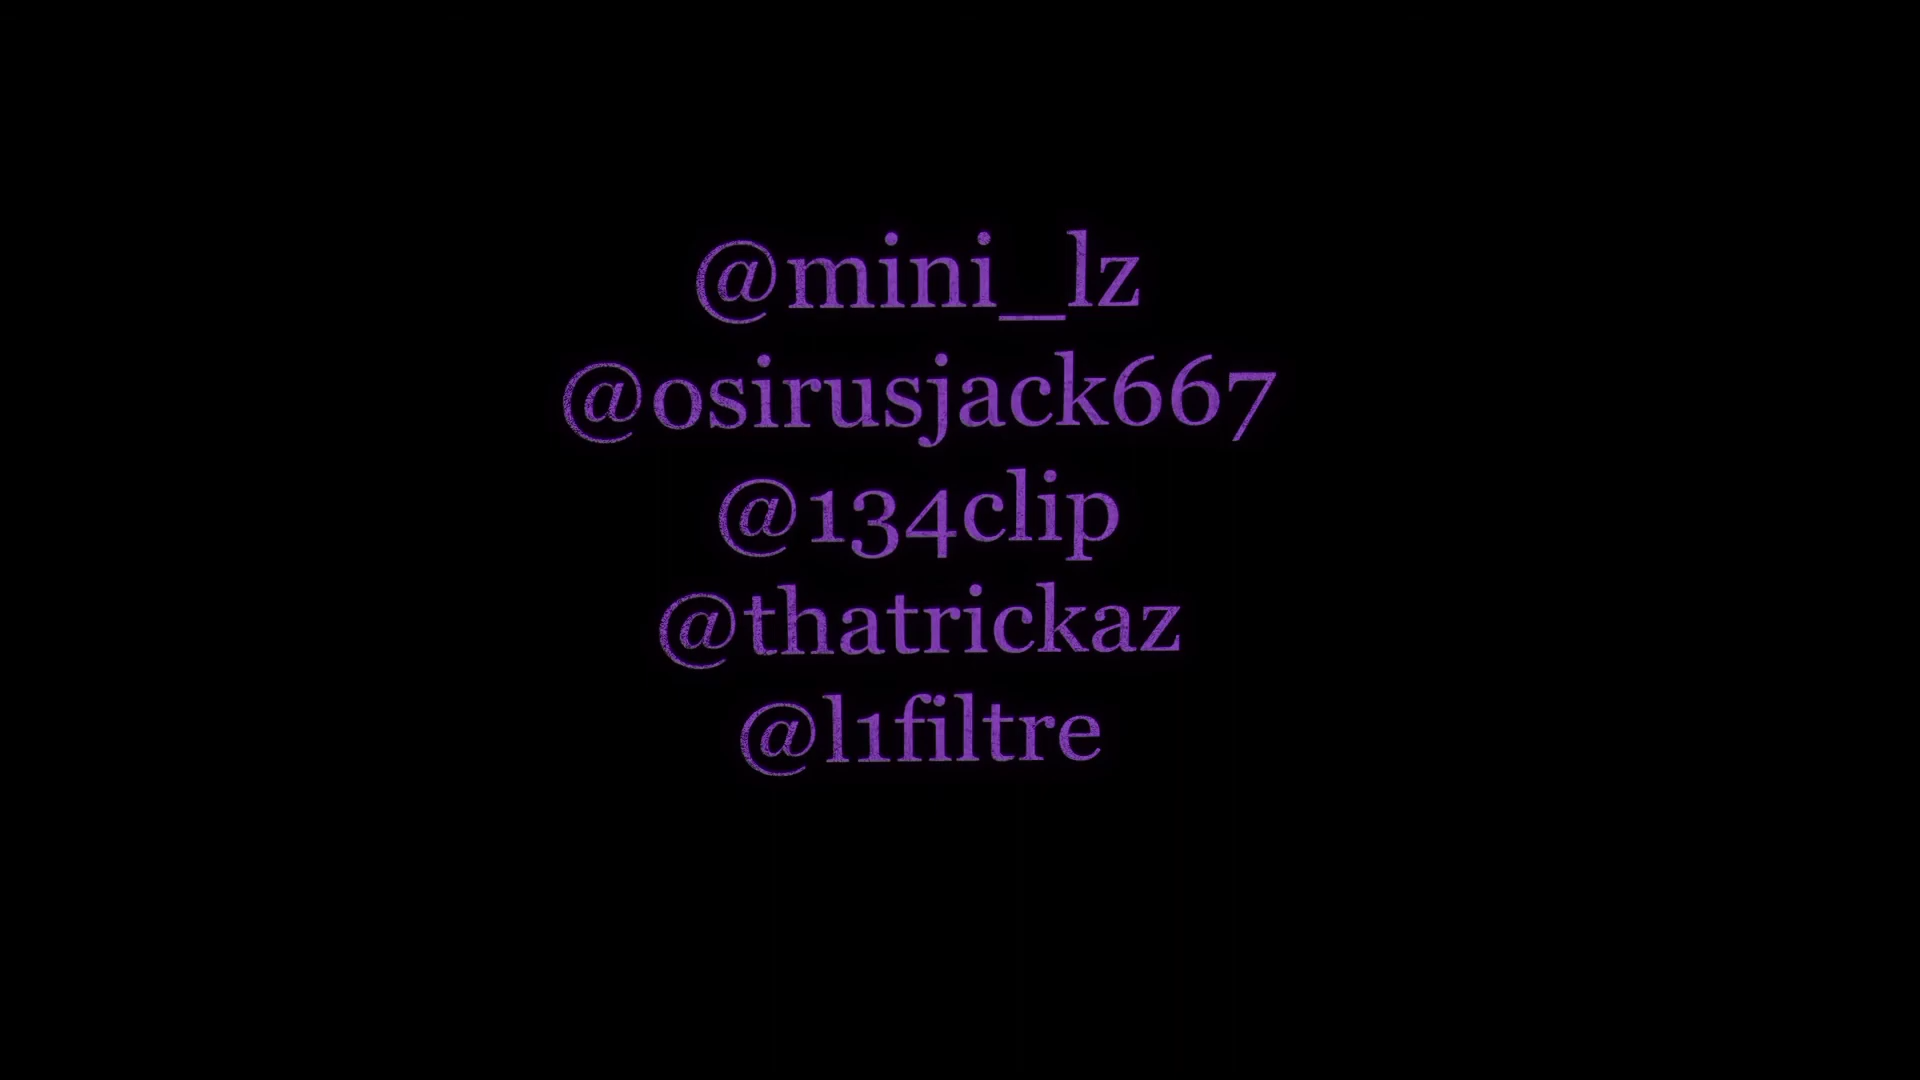 @mini_lz
@osirusjack667
@134clip
@thatrickaz
@l1filtre